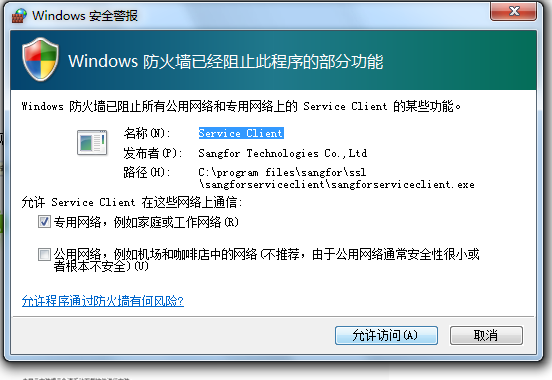 Windows 安全警报
Windows 防火墙已经阻止此程序的部分功能
Windows 防火墙已阻止所有公用网络和专用网络上的 Service Client 的某些功能。
名称(N): Service Client
发布者(P): Sangfor Technologies Co.,Ltd
路径(H): C:\program files\sangfor\ssl
\sangforserviceclient\sangforserviceclient.exe
允许 Service Client 在这些网络上通信:
专用网络，例如家庭或工作网络(R)
公用网络，例如机场和咖啡店中的网络(不推荐，由于公用网络通常安全性很小或
者根本不安全)(U)
允许程序通过防火墙有何风险?
允许访问(A) 取消